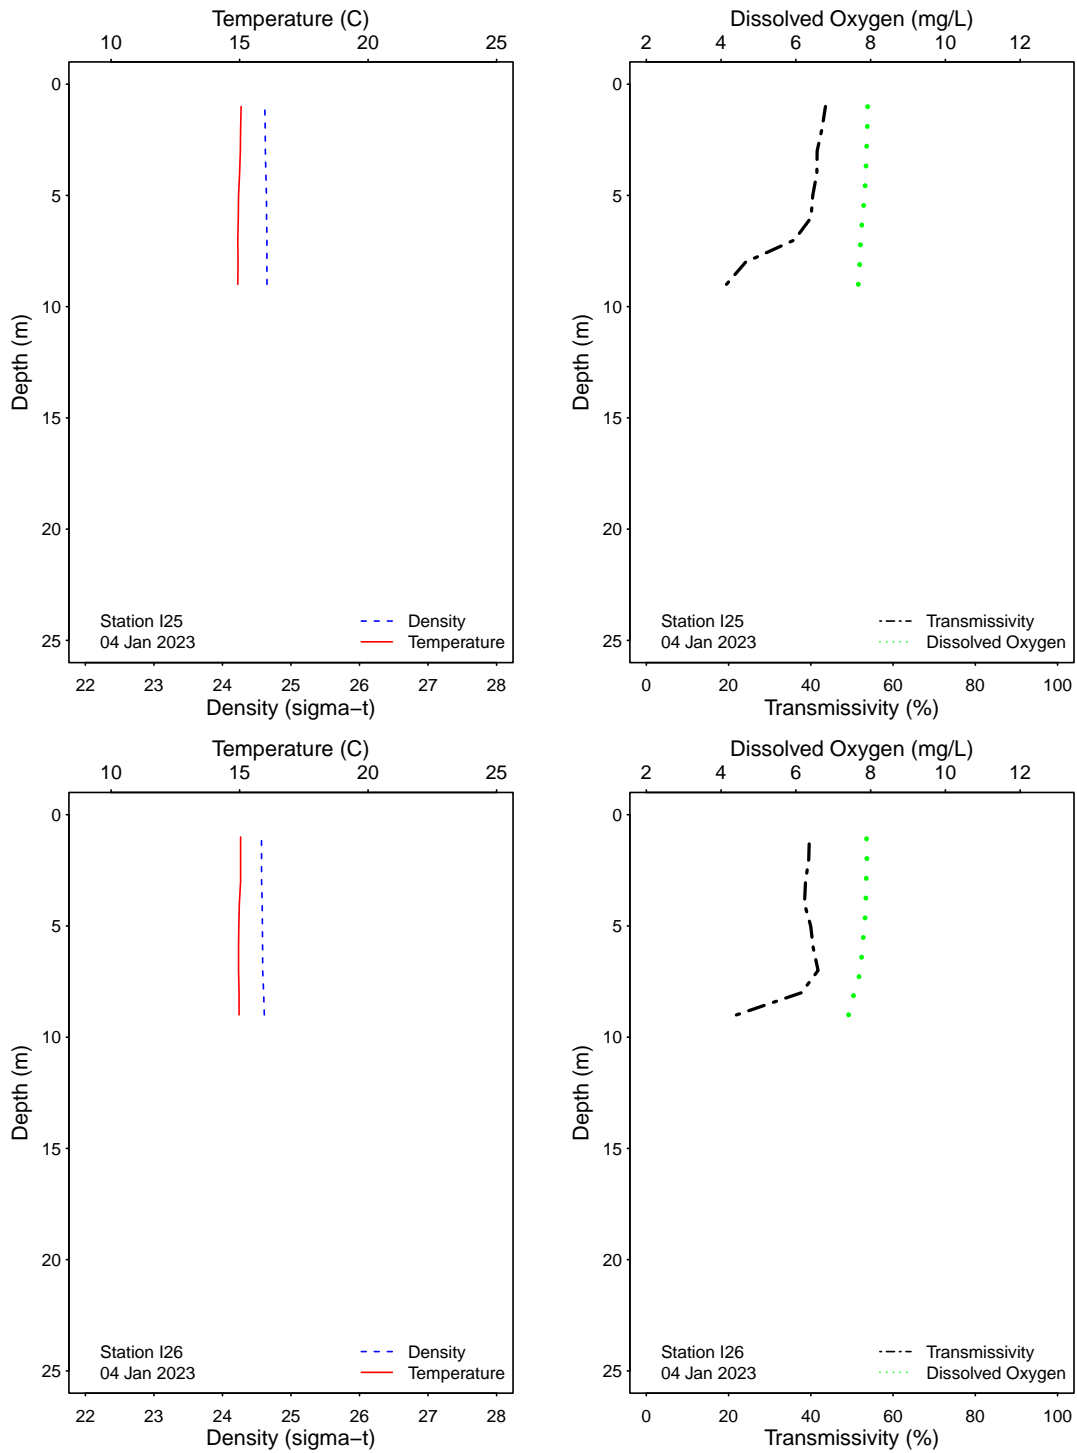 Temperature (C)
10 15 20 25
0
5
10
15
20
25
Depth (m)
Station I25
04 Jan 2023
Density
Temperature
22 23 24 25 26 27 28
Density (sigma−t)
Dissolved Oxygen (mg/L)
2 4 6 8 10 12
0
5
10
15
20
25
Depth (m)
Station I25
04 Jan 2023
Transmissivity
Dissolved Oxygen
0 20 40 60 80 100
Transmissivity (%)
Temperature (C)
10 15 20 25
0
5
10
15
20
25
Depth (m)
Station I26
04 Jan 2023
Density
Temperature
22 23 24 25 26 27 28
Density (sigma−t)
Dissolved Oxygen (mg/L)
2 4 6 8 10 12
0
5
10
15
20
25
Depth (m)
Station I26
04 Jan 2023
Transmissivity
Dissolved Oxygen
0 20 40 60 80 100
Transmissivity (%)